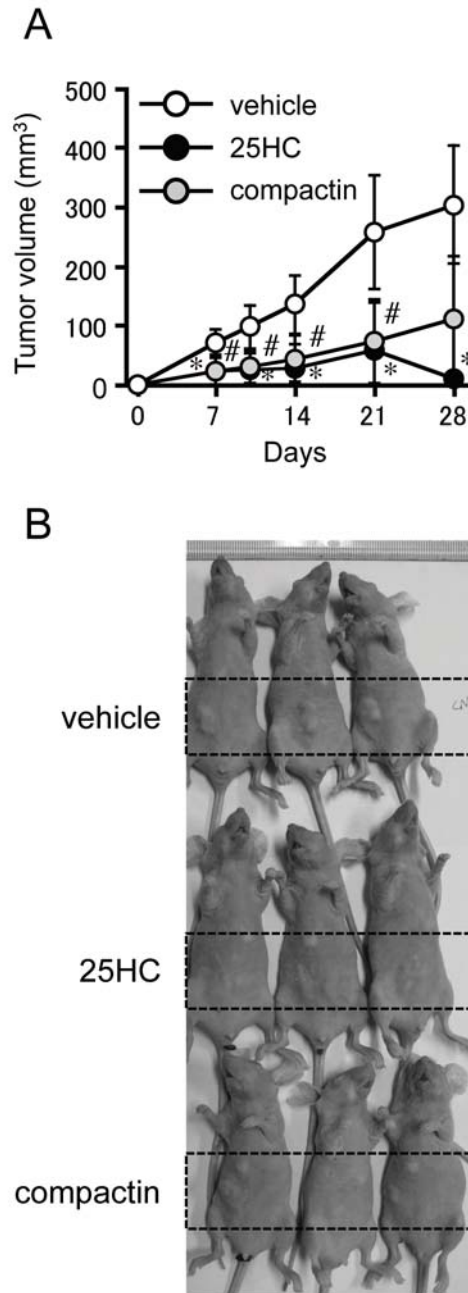 A
Tumor volume (mm³)
500
400
300
200
100
0
vehicle
25HC
compactin
* # # # #
* * * *
0 7 14 21 28
Days
B
vehicle
25HC
compactin